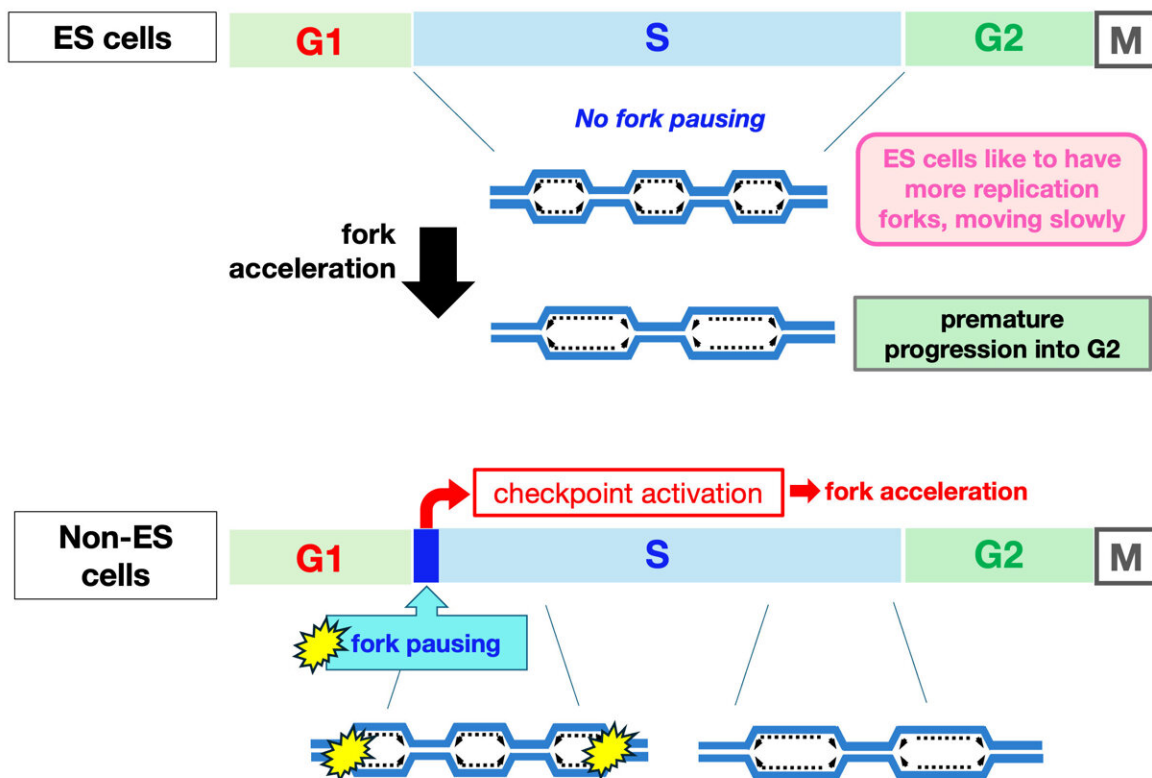 ES cells
G1
S
G2
M
No fork pausing
ES cells like to have
more replication
forks, moving slowly
fork
acceleration
premature
progression into G2
checkpoint activation
fork acceleration
Non-ES
cells
G1
S
G2
M
fork pausing